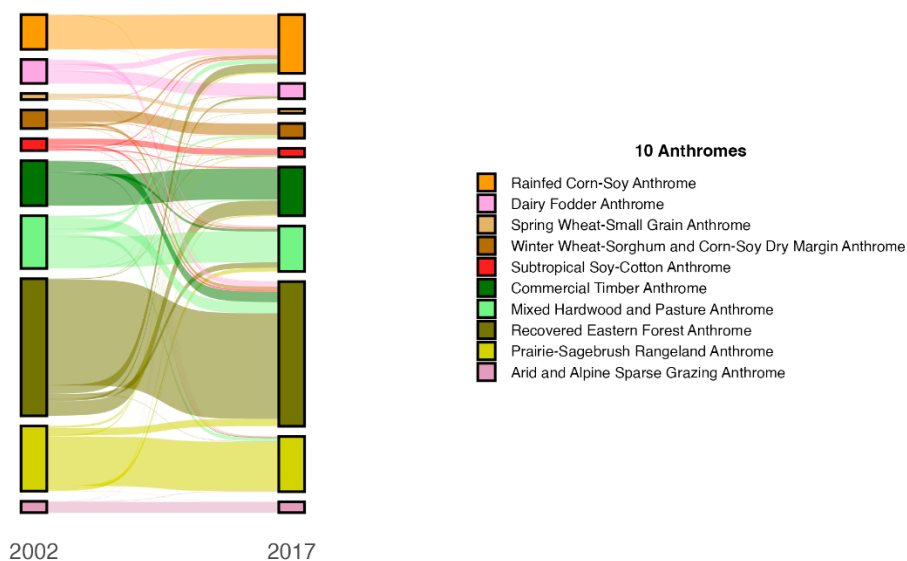 10 Anthromes
Rainfed Corn-Soy Anthrome
Dairy Fodder Anthrome
Spring Wheat-Small Grain Anthrome
Winter Wheat-Sorghum and Corn-Soy Dry Margin Anthrome
Subtropical Soy-Cotton Anthrome
Commercial Timber Anthrome
Mixed Hardwood and Pasture Anthrome
Recovered Eastern Forest Anthrome
Prairie-Sagebrush Rangeland Anthrome
Arid and Alpine Sparse Grazing Anthrome
2002 2017